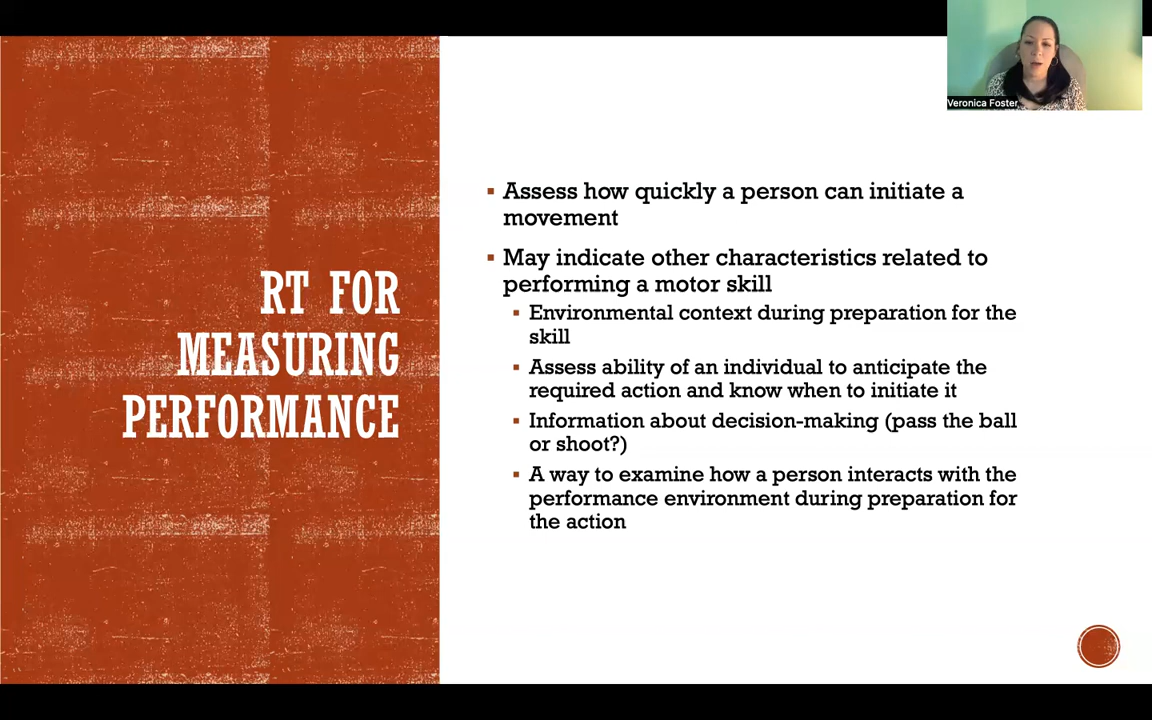 Veronica Foster
RT FOR
MEASURING
PERFORMANCE
▪ Assess how quickly a person can initiate a
movement
▪ May indicate other characteristics related to
performing a motor skill
▪ Environmental context during preparation for the
skill
▪ Assess ability of an individual to anticipate the
required action and know when to initiate it
▪ Information about decision-making (pass the ball
or shoot?)
▪ A way to examine how a person interacts with the
performance environment during preparation for
the action